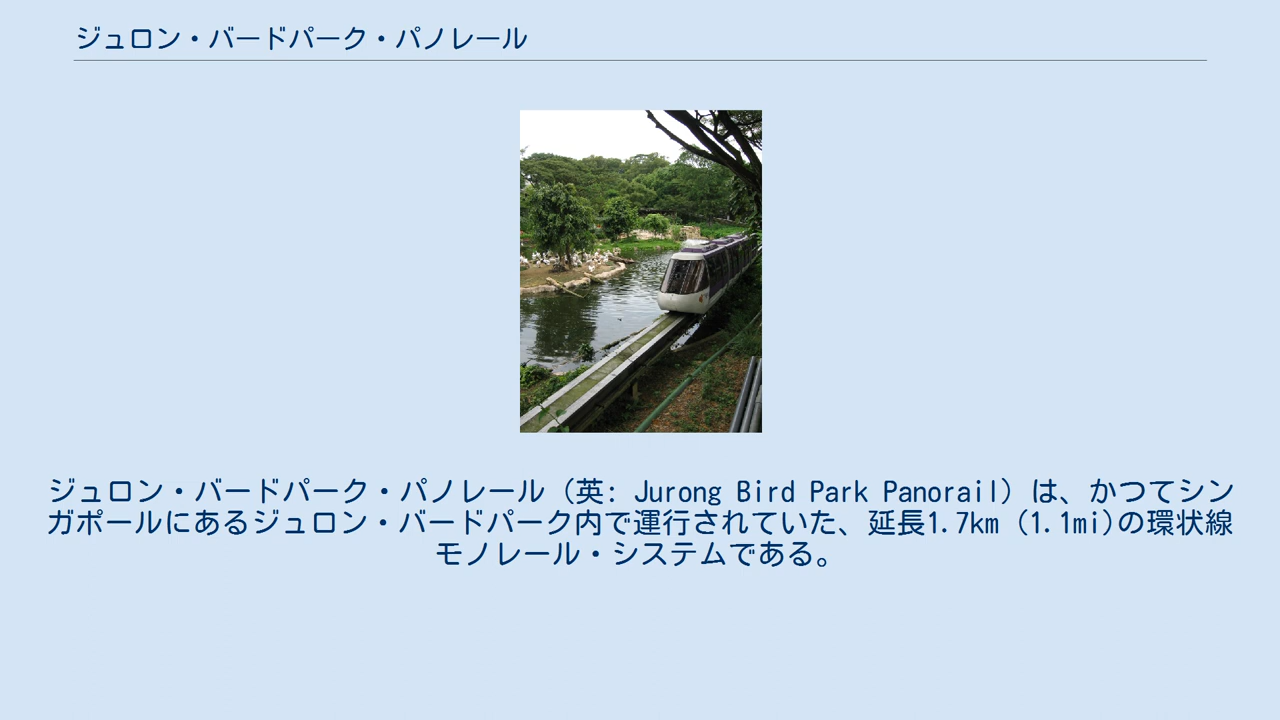 ジュロン・バードパーク・パノレール
ジュロン・バードパーク・パノレール（英: Jurong Bird Park Panorail）は、かつてシン
ガポールにあるジュロン・バードパーク内で運行されていた、延長1.7km (1.1mi)の環状線
モノレール・システムである。